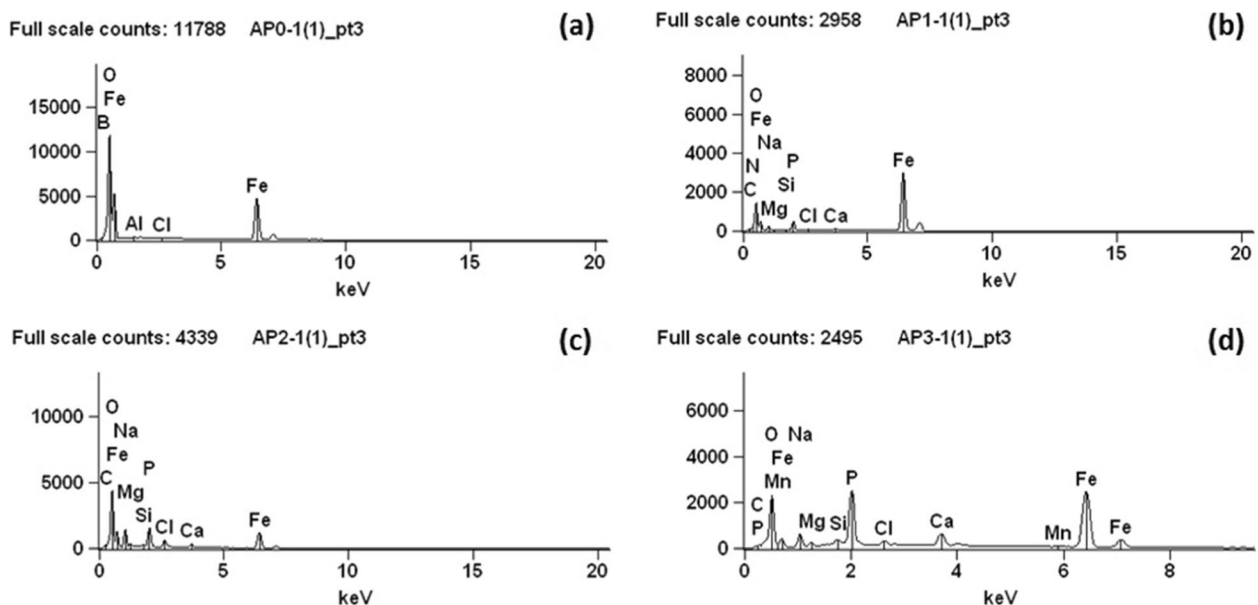 Full scale counts: 11788 AP0-1(1)_pt3 (a)
O
15000 Fe
B
10000
5000 Fe
Al Cl
0
0 5 10 15 20
keV
Full scale counts: 2958 AP1-1(1)_pt3 (b)
8000
O
6000 Fe
Na
4000 N P Fe
C Si
2000 Mg Cl Ca
0
0 5 10 15 20
keV
Full scale counts: 4339 AP2-1(1)_pt3 (c)
10000 O
Na
Fe P
5000 C Mg
Si Cl Ca Fe
0
0 5 10 15 20
keV
Full scale counts: 2495 AP3-1(1)_pt3 (d)
6000
O Na
4000 Fe
Mn P Fe
2000 C
P Mg Si Cl Ca Mn Fe
0
0 2 4 6 8
keV